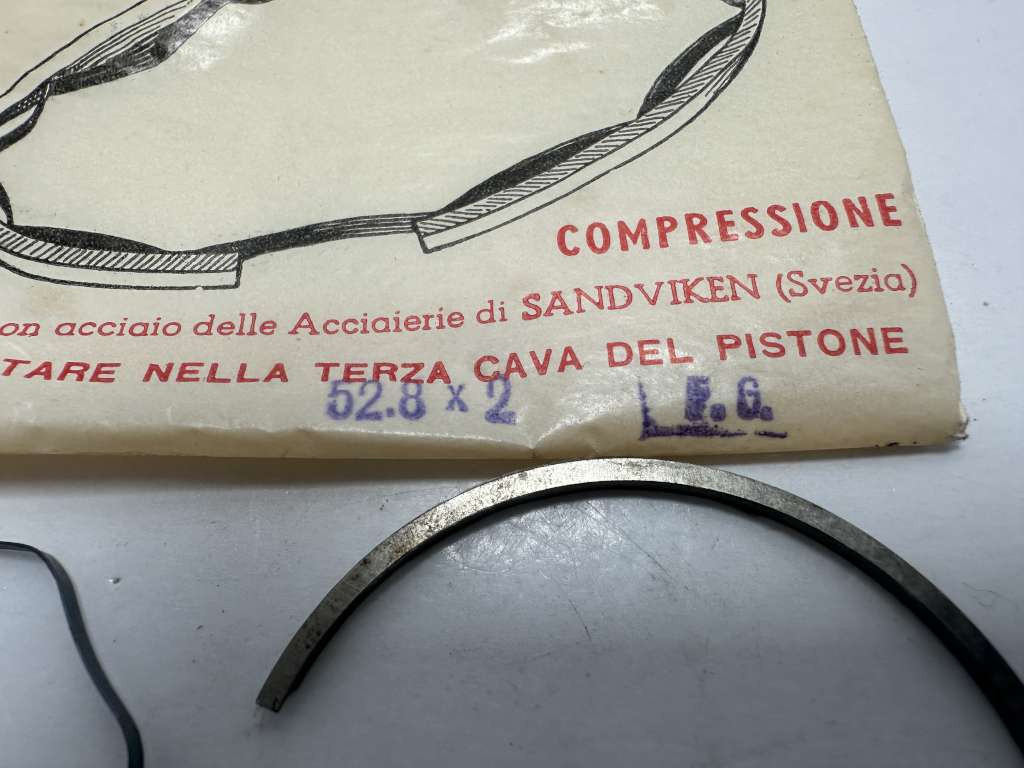 COMPRESSIONE
on acciaio delle Acciaierie di SANDVIKEN (Svezia)
TARE NELLA TERZA CAVA DEL PISTONE
52.8 x 2 F. G.